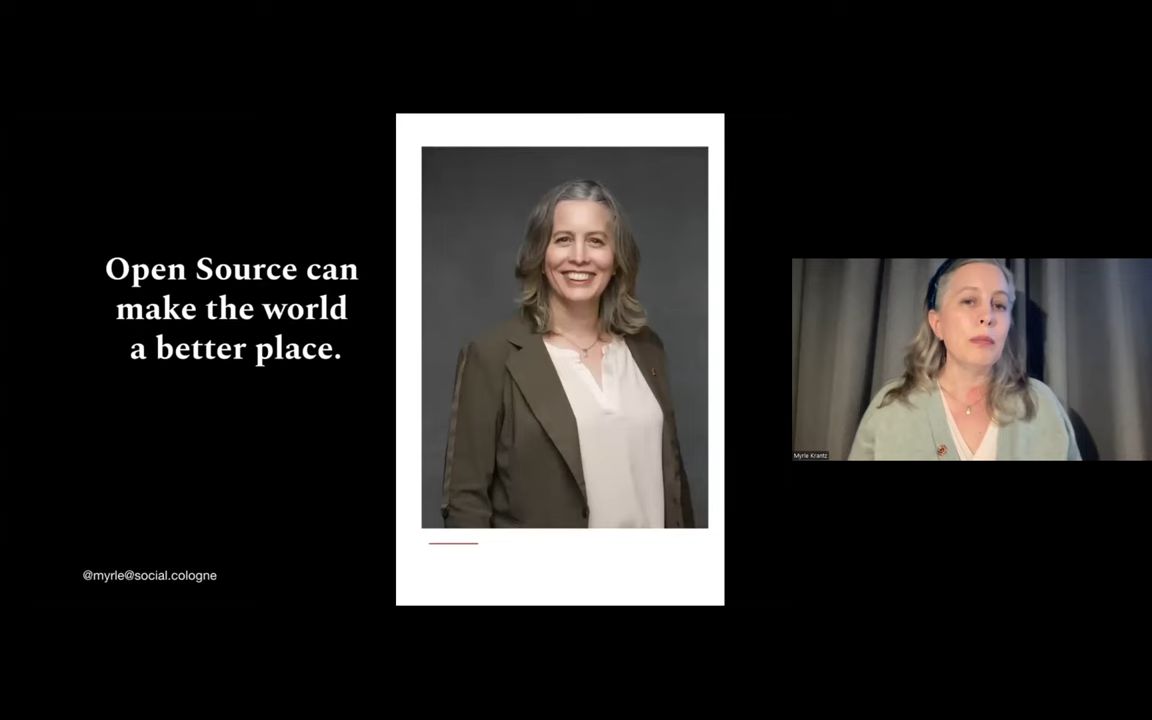 Open Source can
make the world
a better place.
@myrle@social.cologne
Myrle Krantz